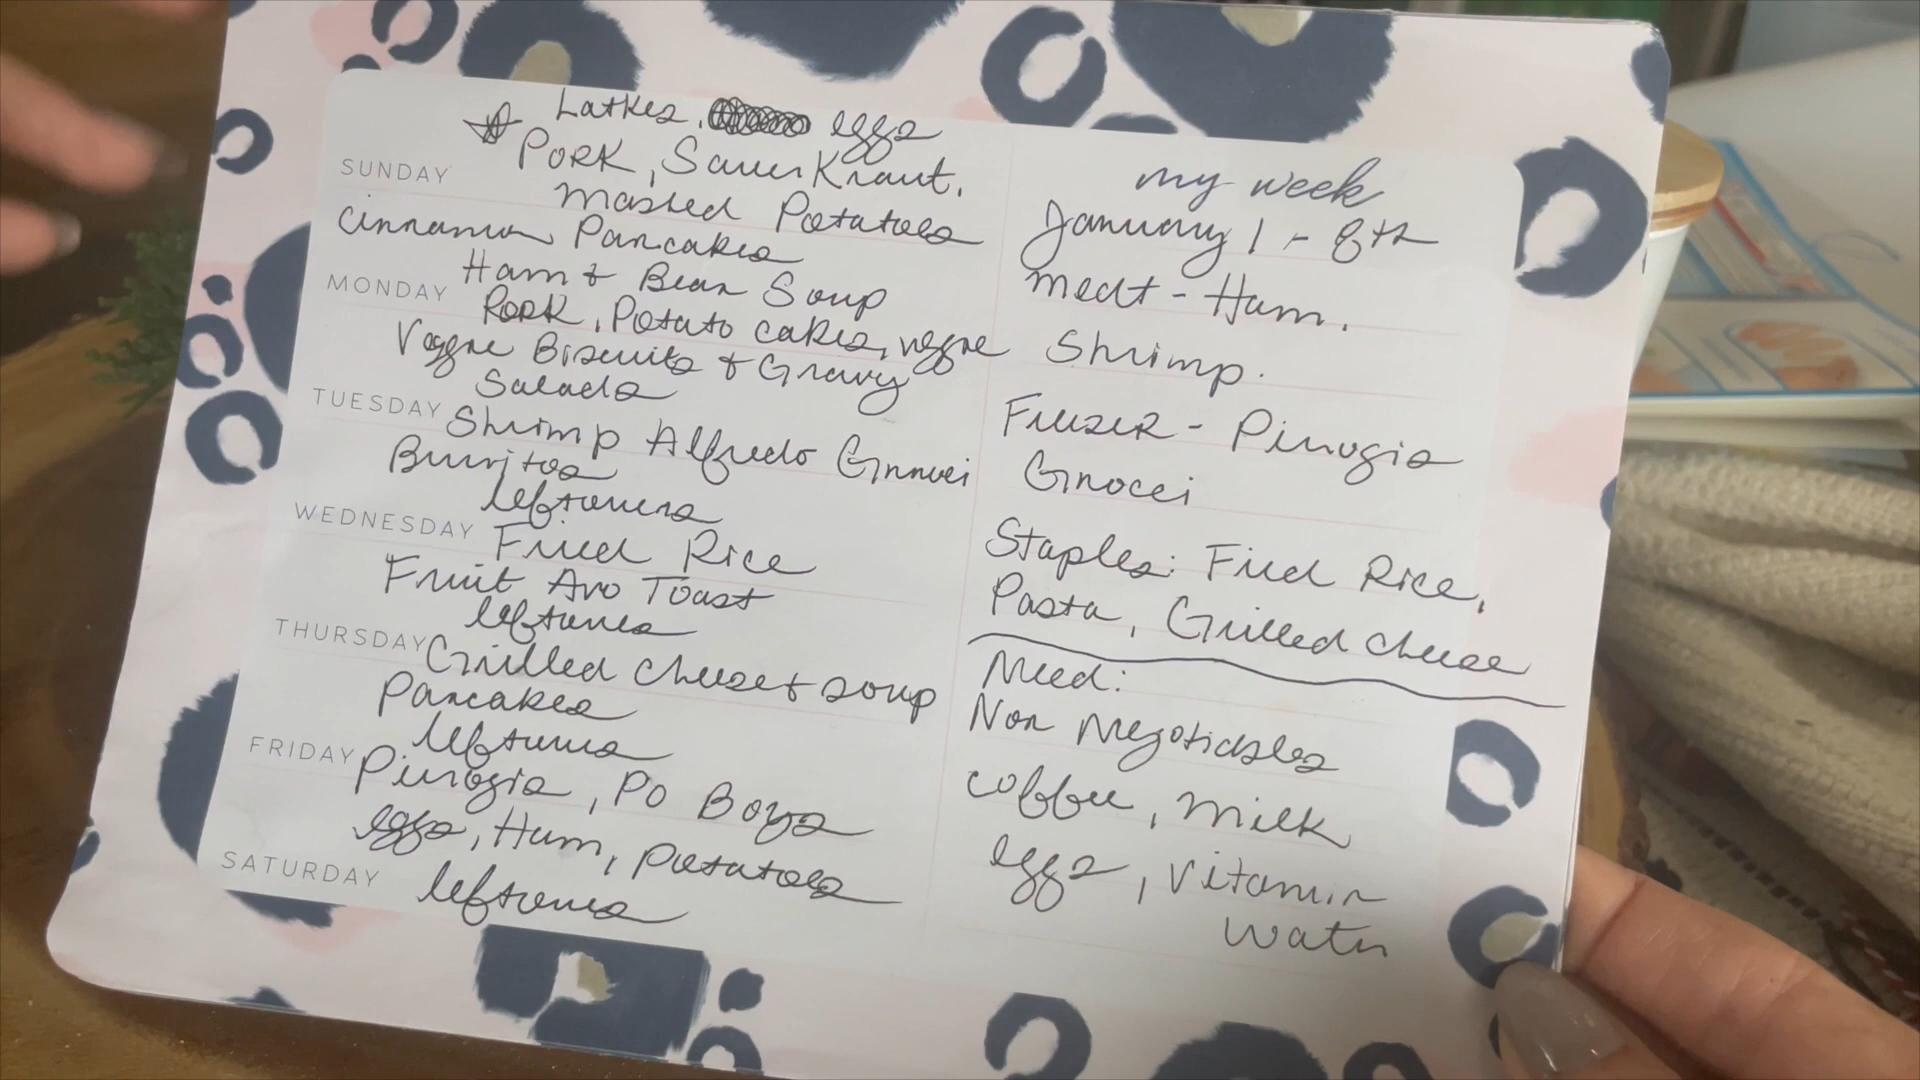 Latkes, eggs
SUNDAY Pork, Sauer Kraut,
Mashed Potatoes
Cinnamon Pancakes
MONDAY Ham & Bean Soup
Pork, Potato cakes, veggie
Veggie Biscuits & Gravy
Salads
TUESDAY Shrimp Alfredo Gnnoci
Burritos
leftovers
WEDNESDAY Fried Rice
Fruit Avo Toast
leftovers
THURSDAY Grilled Cheese & soup
Pancakes
leftovers
FRIDAY Pierogis, Po Boys
eggs, Ham, Potatoes
SATURDAY leftovers
my week
January 1 - 8th
Meat - Ham,
Shrimp.
Freezer - Pierogis
Gnocci
Staples: Fried Rice,
Pasta, Grilled Cheese
Need:
Non Negotiables
Coffee, Milk
eggs, Vitamin
Water